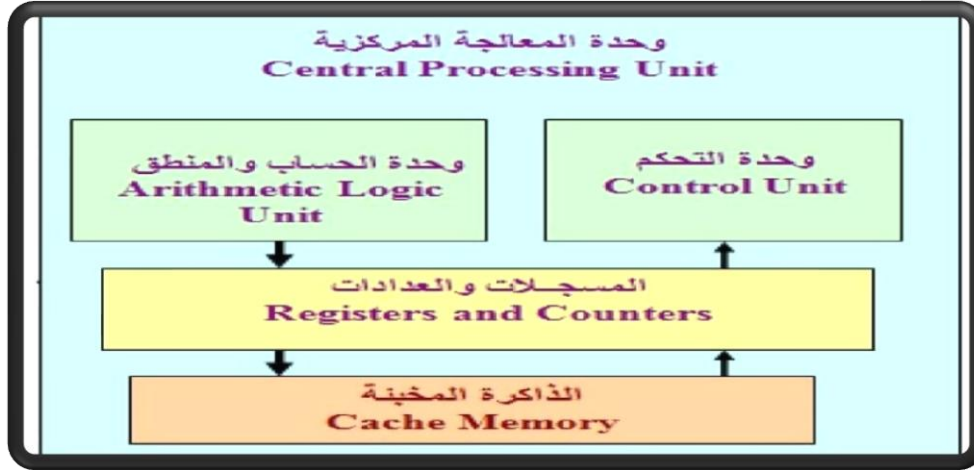 وحدة المعالجة المركزية
Central Processing Unit
وحدة الحساب والمنطق
Arithmetic Logic
Unit
وحدة التحكم
Control Unit
المسجلات والعدادات
Registers and Counters
الذاكرة المخبنة
Cache Memory